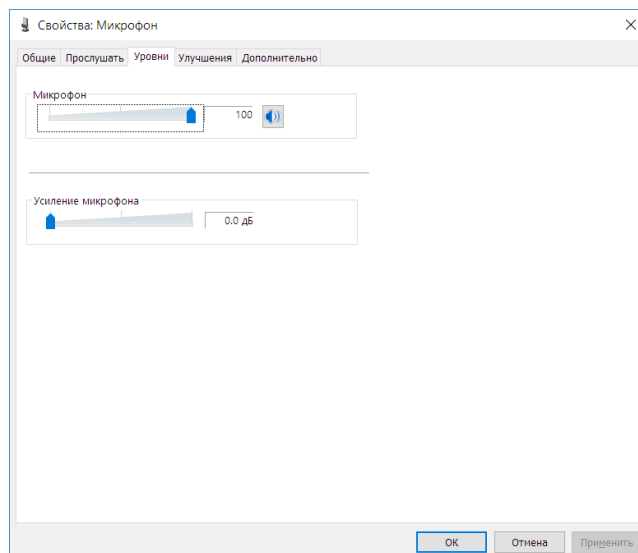 Свойства: Микрофон
Общие Прослушать Уровни Улучшения Дополнительно
Микрофон
100
Усиление микрофона
0.0 дБ
ОК Отмена Применить